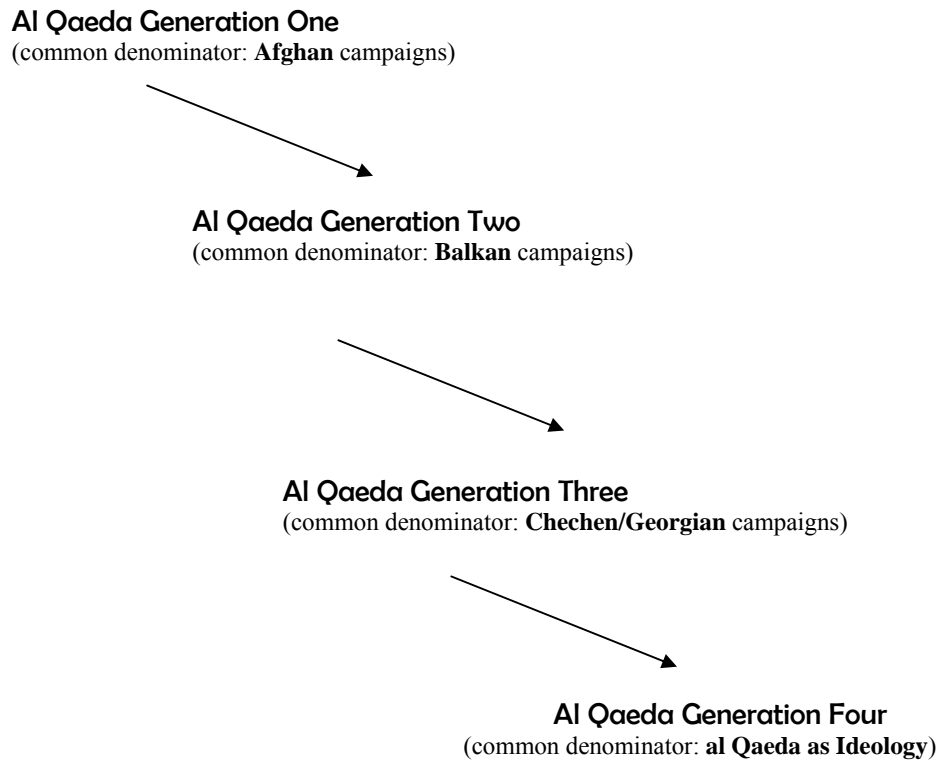 Al Qaeda Generation One
(common denominator: Afghan campaigns)
Al Qaeda Generation Two
(common denominator: Balkan campaigns)
Al Qaeda Generation Three
(common denominator: Chechen/Georgian campaigns)
Al Qaeda Generation Four
(common denominator: al Qaeda as Ideology)